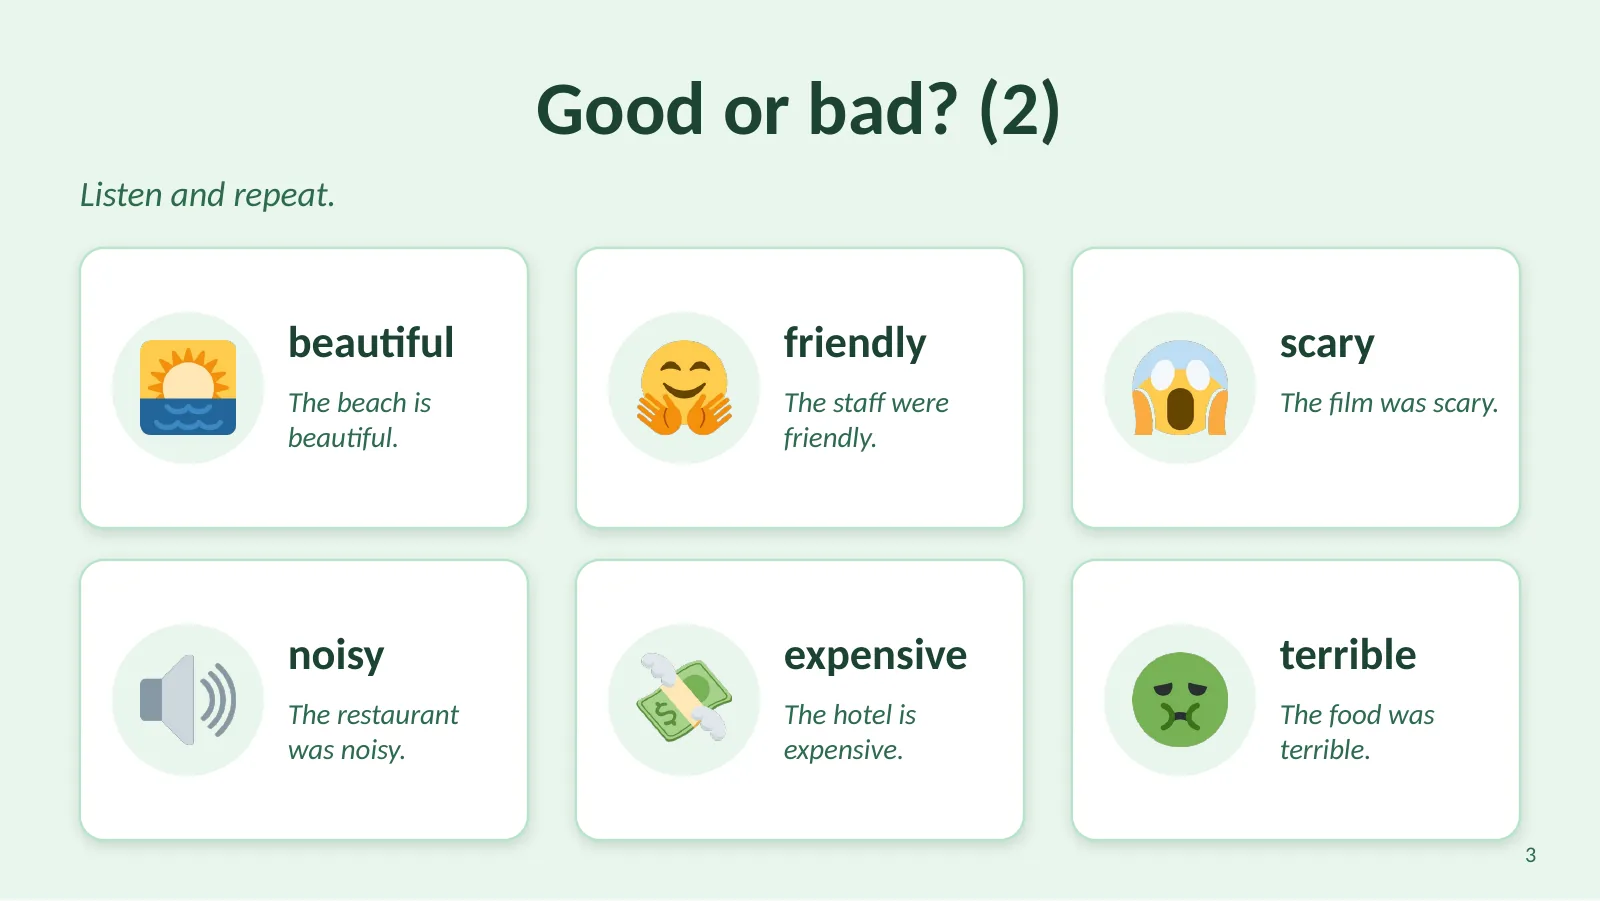 Good or bad? (2)
Listen and repeat.
beautiful
The beach is
beautiful.
friendly
The staff were
friendly.
scary
The film was scary.
noisy
The restaurant
was noisy.
expensive
The hotel is
expensive.
terrible
The food was
terrible.
3